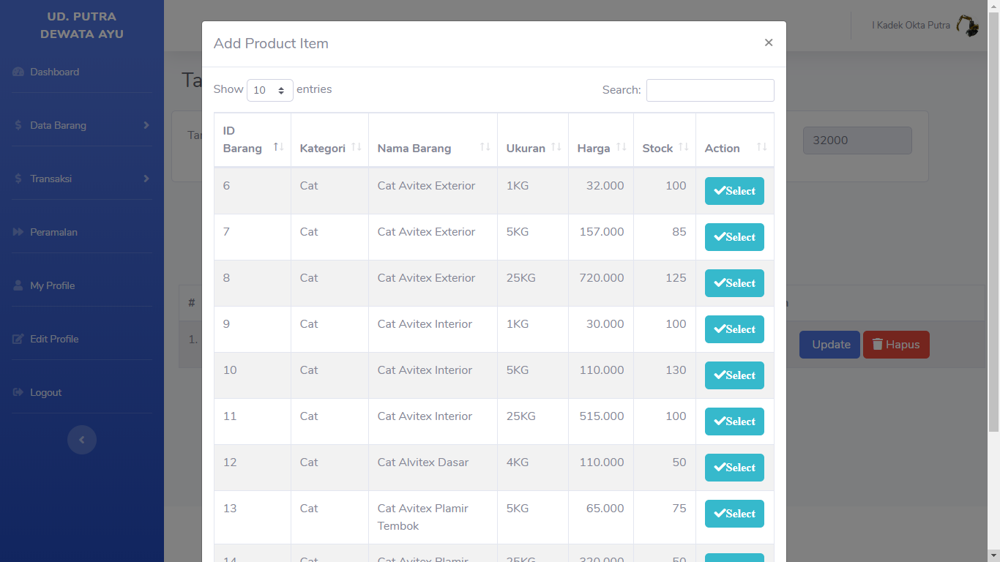 UD. PUTRA
DEWATA AYU
Dashboard
Data Barang
Transaksi
Peramalan
My Profile
Edit Profile
Logout
I Kadek Okta Putra
32000
#
1.
Update Hapus
Add Product Item ×
Show 10 entries Search:
ID Barang Kategori Nama Barang Ukuran Harga Stock Action
6 Cat Cat Avitex Exterior 1KG 32.000 100 Select
7 Cat Cat Avitex Exterior 5KG 157.000 85 Select
8 Cat Cat Avitex Exterior 25KG 720.000 125 Select
9 Cat Cat Avitex Interior 1KG 30.000 100 Select
10 Cat Cat Avitex Interior 5KG 110.000 130 Select
11 Cat Cat Avitex Interior 25KG 515.000 100 Select
12 Cat Cat Alvitex Dasar 4KG 110.000 50 Select
13 Cat Cat Avitex Plamir 5KG 65.000 75 Select
Tembok
14 Cat Cat Avitex Plamir 25KG 320.000 50